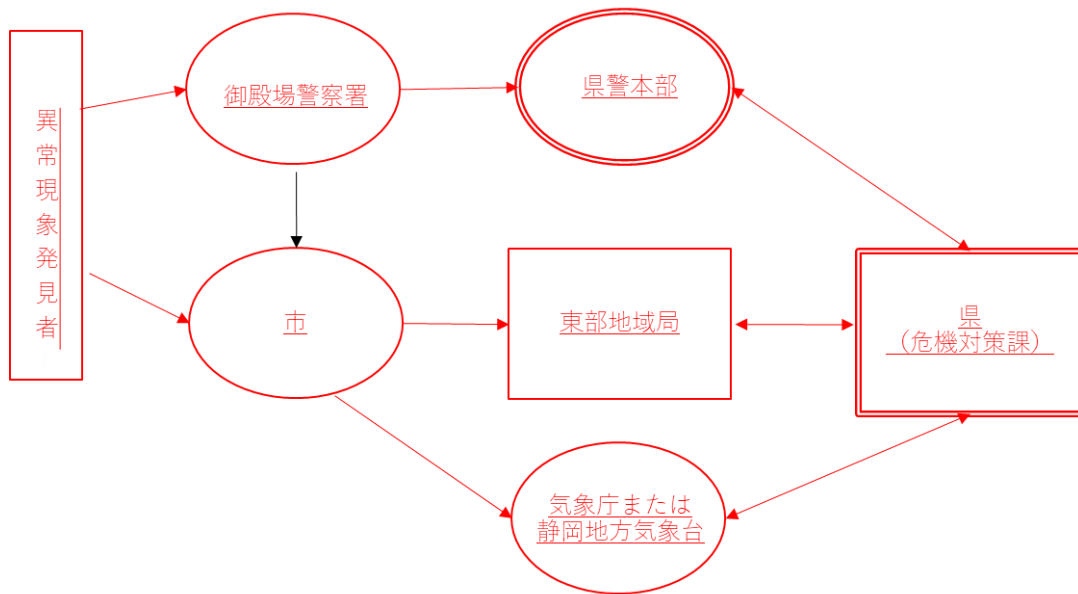 異常現象発見者
御殿場警察署
県警本部
市
東部地域局
県
（危機対策課）
気象庁または
静岡地方気象台